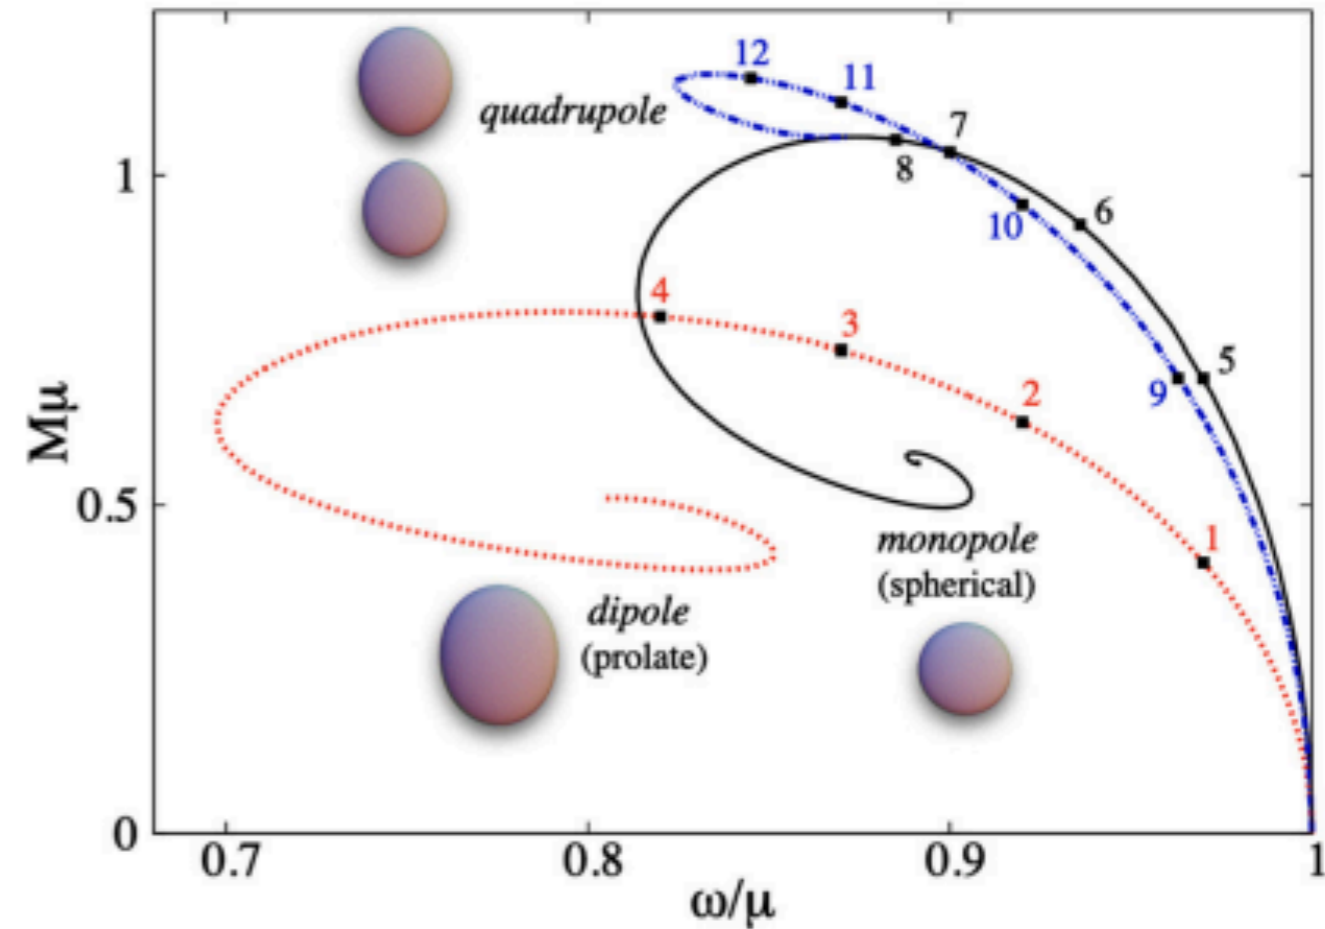 12
11
quadrupole
7
8
1
6
10
4
3
5
9
2
Mμ
0.5
monopole
(spherical)
1
dipole
(prolate)
0
0.7
0.8
0.9
1
ω/μ